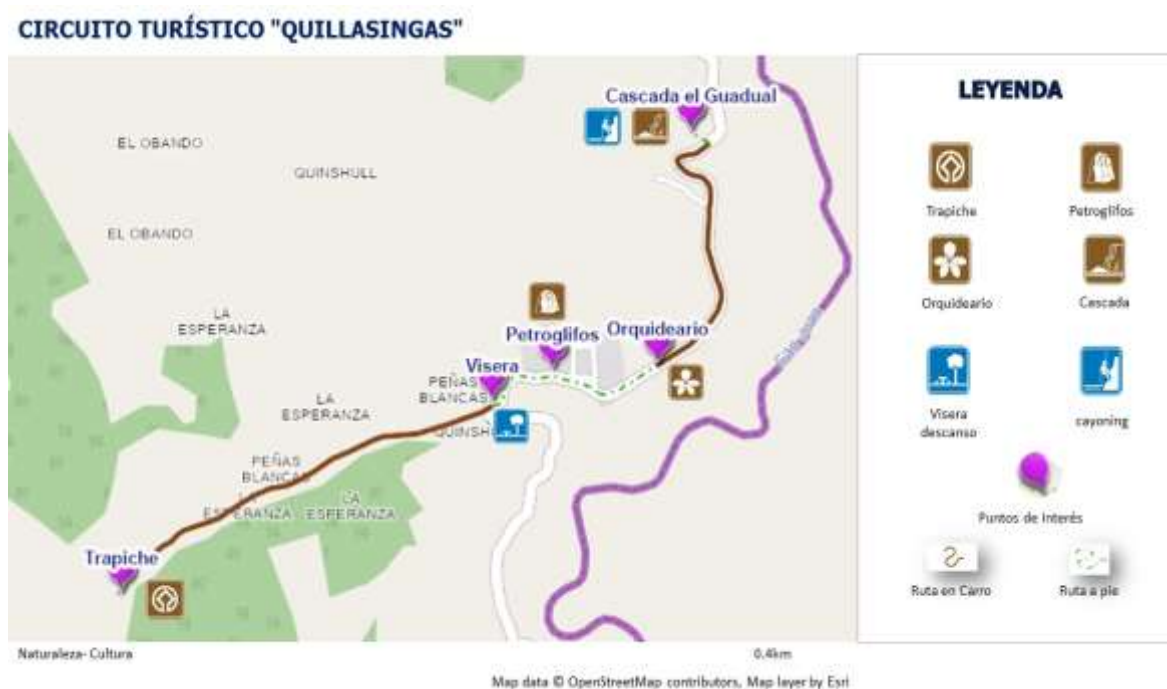 CIRCUITO TURÍSTICO "QUILLASINGAS"
Cascada el Guadual
EL OBANDO
QUINSHULL
EL OBANDO
LA
ESPERANZA
Petroglifos
Orquideario
Visera
PEÑAS
BLANCAS
LA
ESPERANZA
QUINSHU
PEÑAS
BLANCAS
LA
ESPERANZA
LA
ESPERANZA
Trapiche
LEYENDA
Trapiche
Petroglifos
Orquideario
Cascada
Visera
descanso
cayoning
Puntos de Interés
Ruta en Carro
Ruta a pie
Naturaleza- Cultura
0.4km
Map data © OpenStreetMap contributors, Map layer by Esri